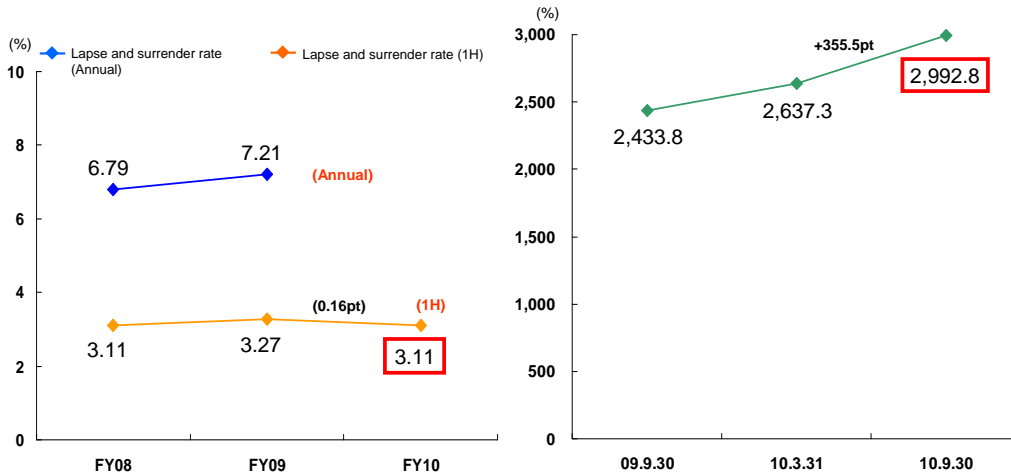 (%)
Lapse and surrender rate
(Annual)
Lapse and surrender rate (1H)
10
8
6
4
2
0
6.79
7.21
(Annual)
(0.16pt)
(1H)
3.11
3.27
3.11
FY08
FY09
FY10
(%)
3,000
2,500
2,000
1,500
1,000
500
0
+355.5pt
2,433.8
2,637.3
2,992.8
09.9.30
10.3.31
10.9.30